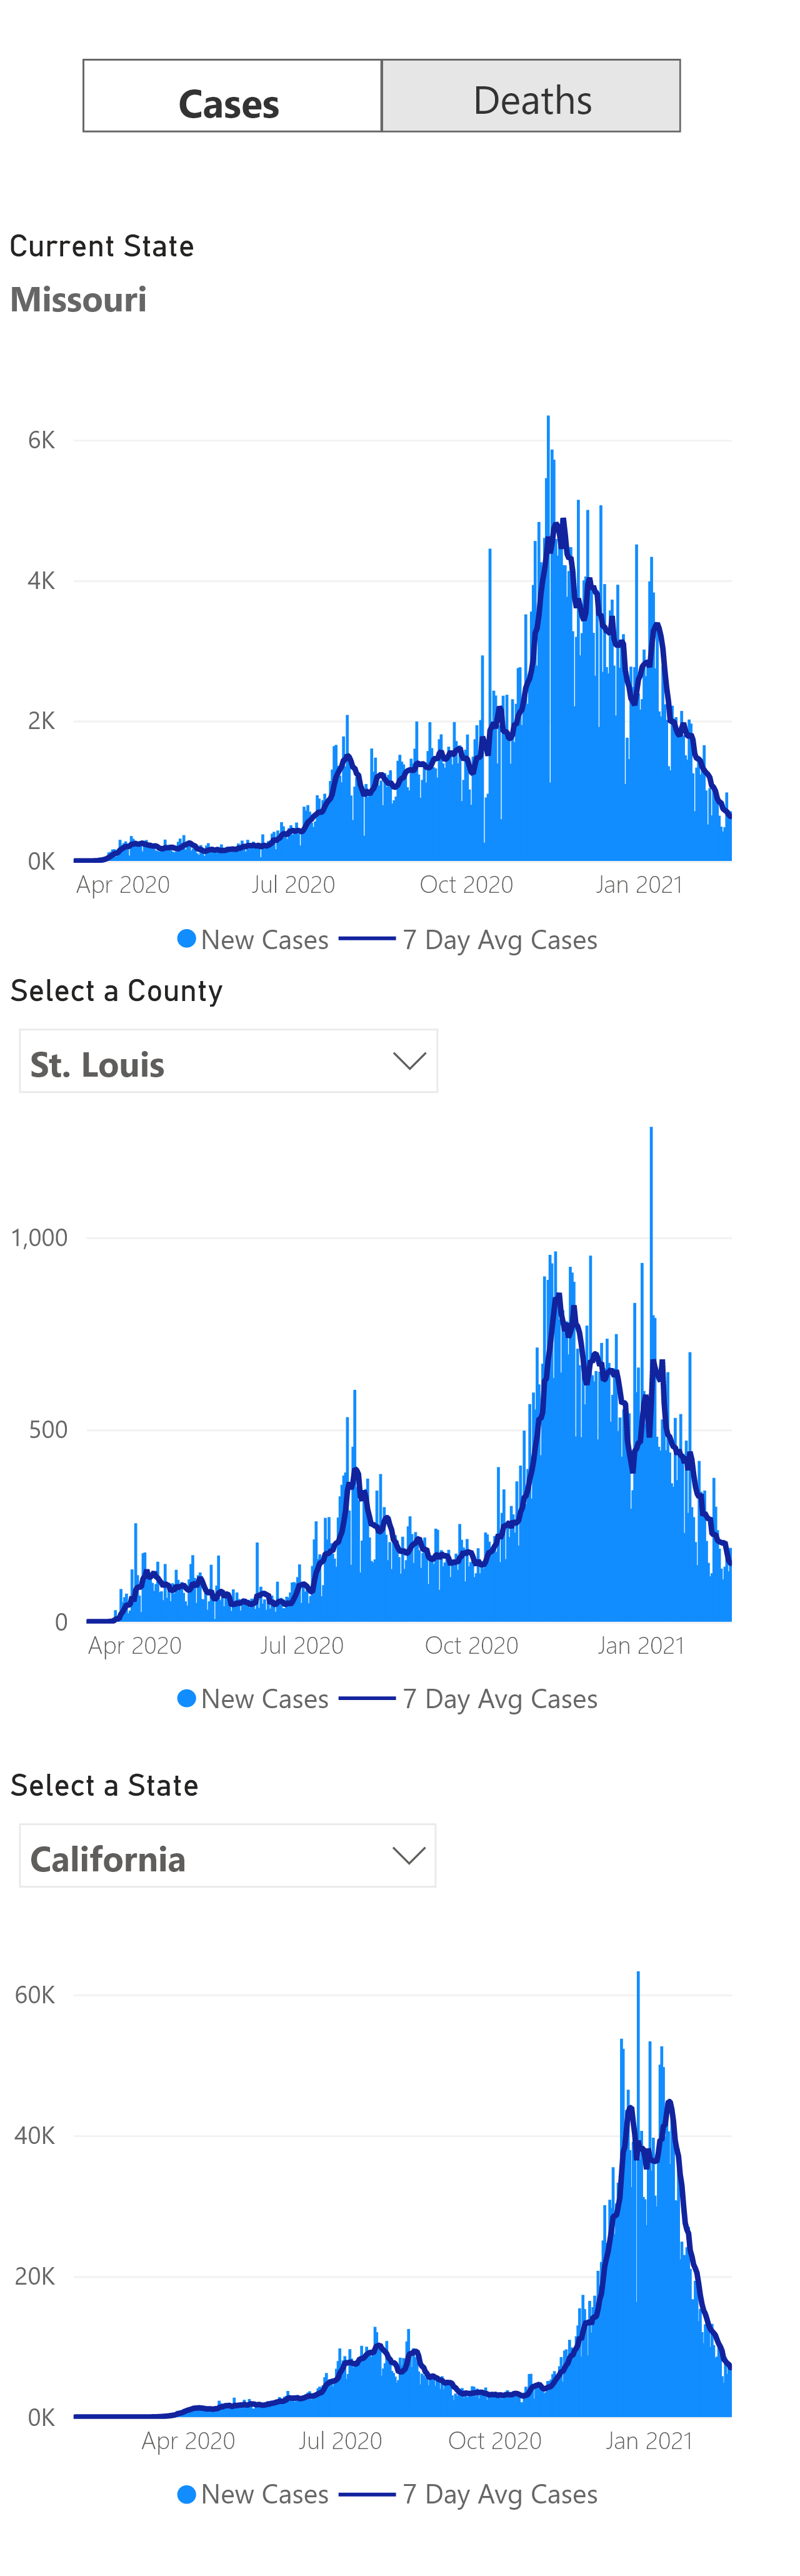 Cases Deaths
Current State
Missouri
6K
4K
2K
0K
Apr 2020 Jul 2020 Oct 2020 Jan 2021
New Cases 7 Day Avg Cases
Select a County
St. Louis
1,000
500
0
Apr 2020 Jul 2020 Oct 2020 Jan 2021
New Cases 7 Day Avg Cases
Select a State
California
60K
40K
20K
0K
Apr 2020 Jul 2020 Oct 2020 Jan 2021
New Cases 7 Day Avg Cases